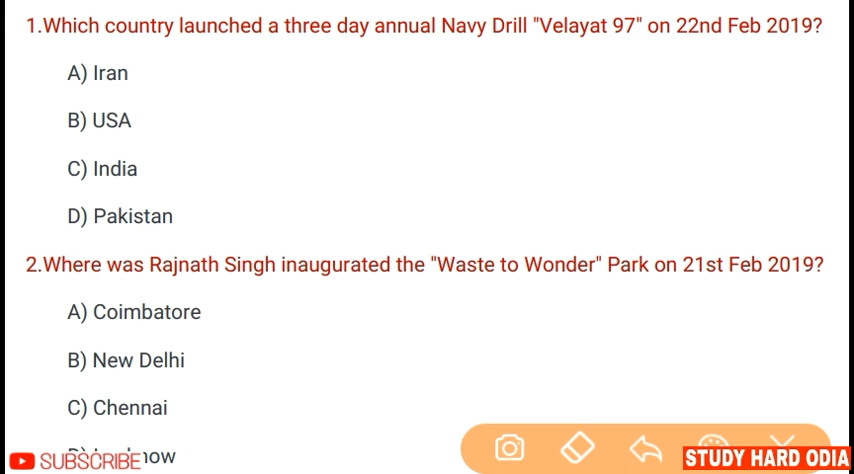 1.Which country launched a three day annual Navy Drill "Velayat 97" on 22nd Feb 2019?
A) Iran
B) USA
C) India
D) Pakistan
2.Where was Rajnath Singh inaugurated the "Waste to Wonder" Park on 21st Feb 2019?
A) Coimbatore
B) New Delhi
C) Chennai
SUBSCRIBE
STUDY HARD ODIA